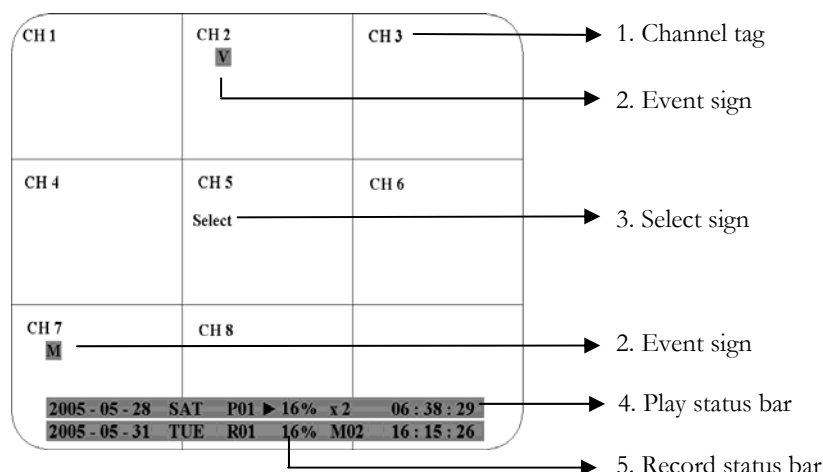 CH 1
CH 2
V
CH 3
1. Channel tag
2. Event sign
CH 4
CH 5
Select
CH 6
3. Select sign
CH 7
M
CH 8
2. Event sign
2005 - 05 - 28 SAT P01 ▶ 16% x 2 06 : 38 : 29
4. Play status bar
2005 - 05 - 31 TUE R01 16% M02 16 : 15 : 26
5. Record status bar